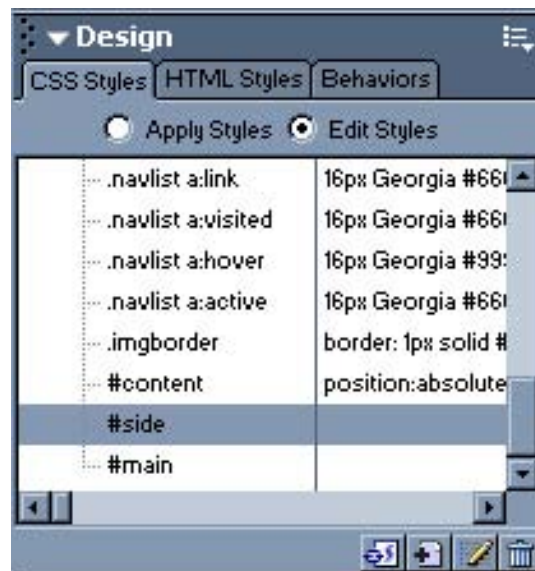 Design
CSS Styles HTML Styles Behaviors
Apply Styles Edit Styles
.navlist a:link 16px Georgia #66
.navlist a:visited 16px Georgia #66
.navlist a:hover 16px Georgia #99
.navlist a:active 16px Georgia #66
.imgborder border: 1px solid #
#content position:absolute
#side
#main